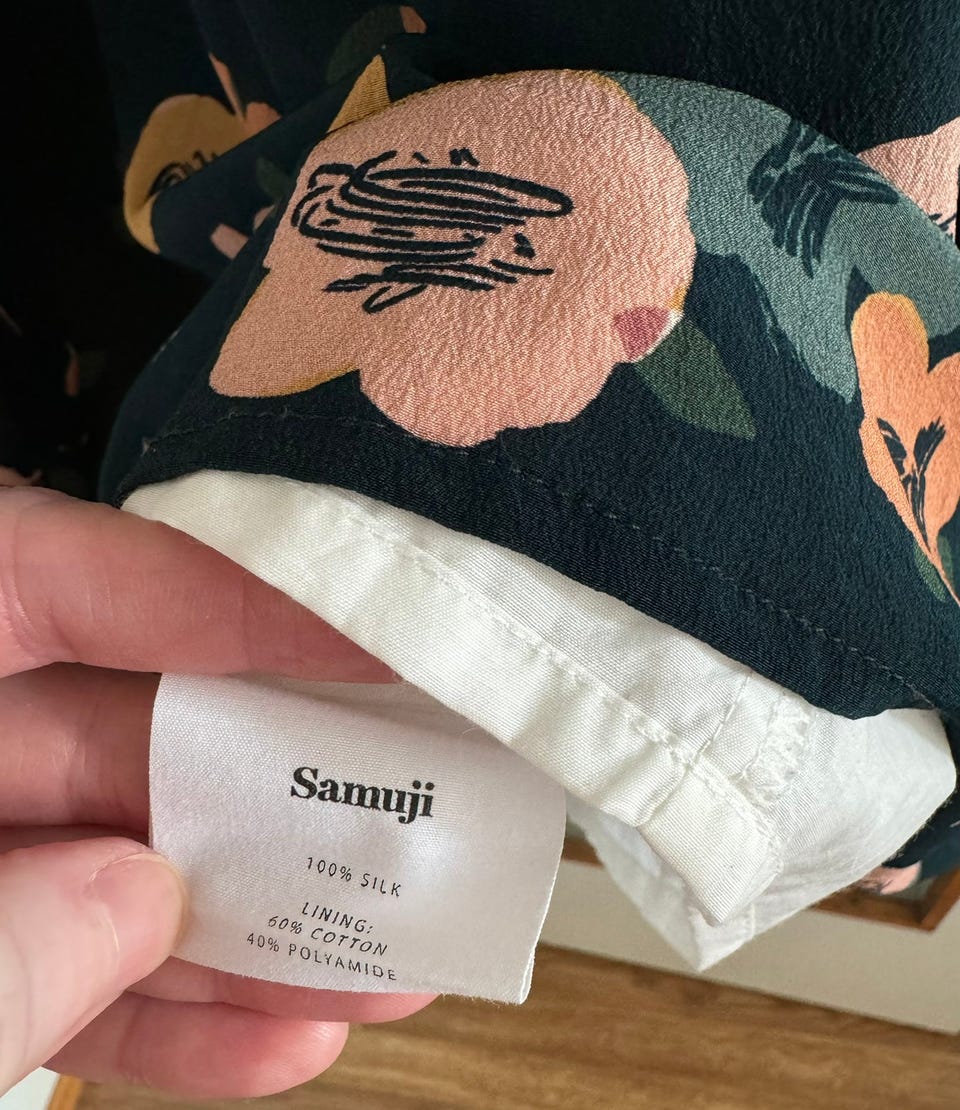 Samuji
100% SILK
LINING:
60% COTTON
40% POLYAMIDE